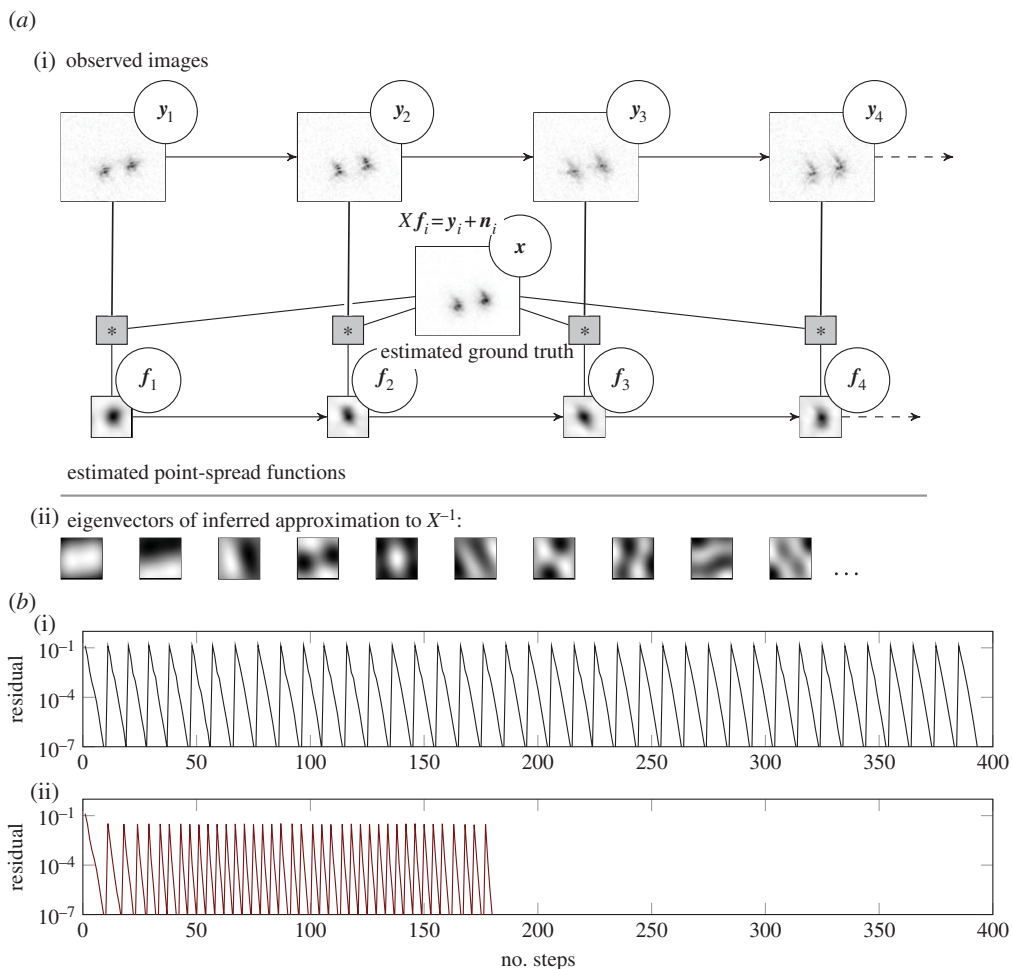 (a)
(i) observed images
y1
y2
y3
y4
X fi = yi + ni
x
* * * *
estimated ground truth
f1
f2
f3
f4
estimated point-spread functions
(ii) eigenvectors of inferred approximation to X–1:
...
(b)
(i)
10–1
10–4
10–7
residual
0 50 100 150 200 250 300 350 400
(ii)
10–1
10–4
10–7
residual
0 50 100 150 200 250 300 350 400
no. steps